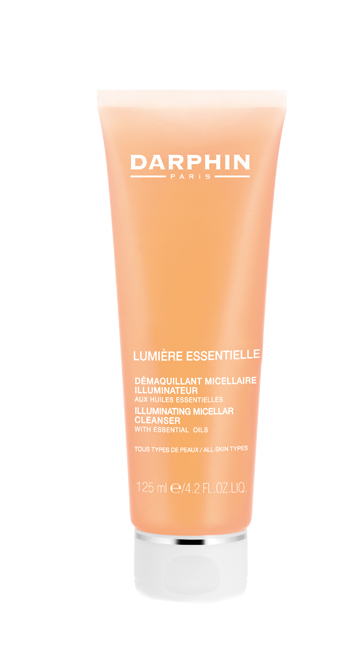 DARPHIN
PARIS
LUMIÈRE ESSENTIELLE
DÉMAQUILLANT MICELLAIRE
ILLUMINATEUR
AUX HUILES ESSENTIELLES
ILLUMINATING MICELLAR
CLEANSER
WITH ESSENTIAL OILS
TOUS TYPES DE PEAUX / ALL SKIN TYPES
125 ml ℮/4.2 FL.OZ.LIQ.